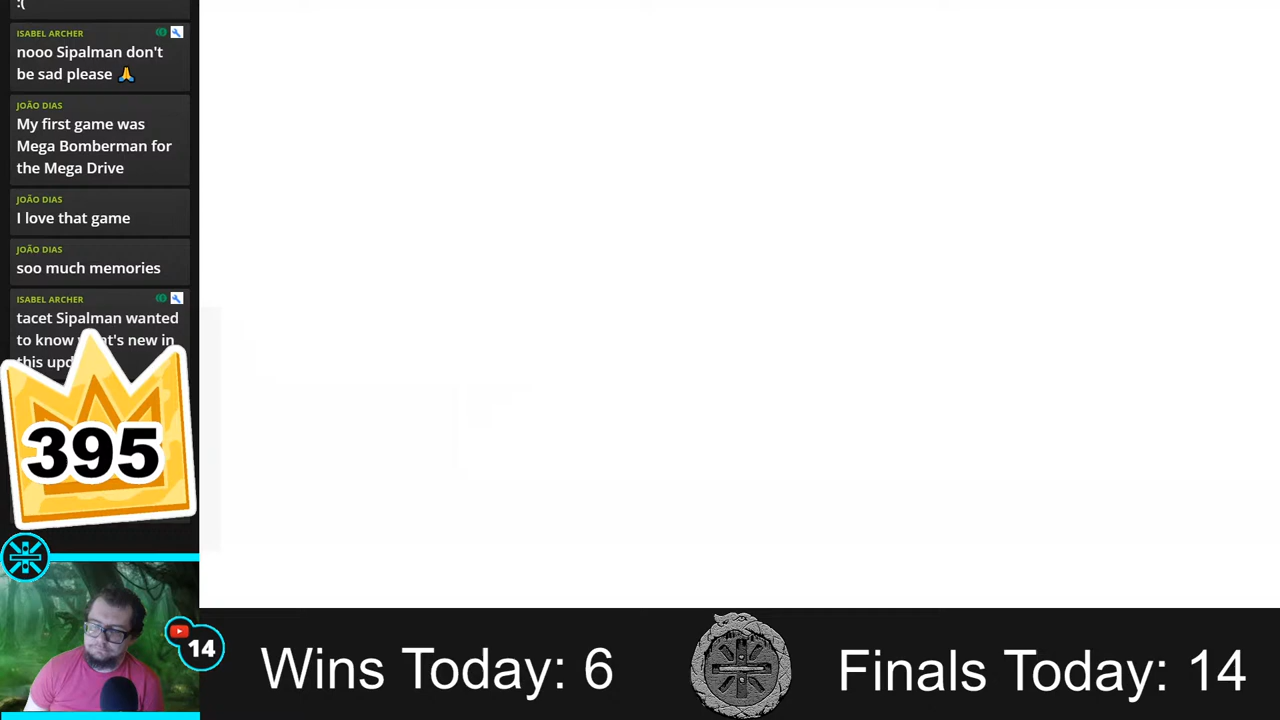 :(
ISABEL ARCHER
nooo Sipalman don't
be sad please 🙏
JOÃO DIAS
My first game was
Mega Bomberman for
the Mega Drive
JOÃO DIAS
I love that game
JOÃO DIAS
soo much memories
ISABEL ARCHER
tacet Sipalman wanted
to know new in
this
395
14
Wins Today: 6
Finals Today: 14